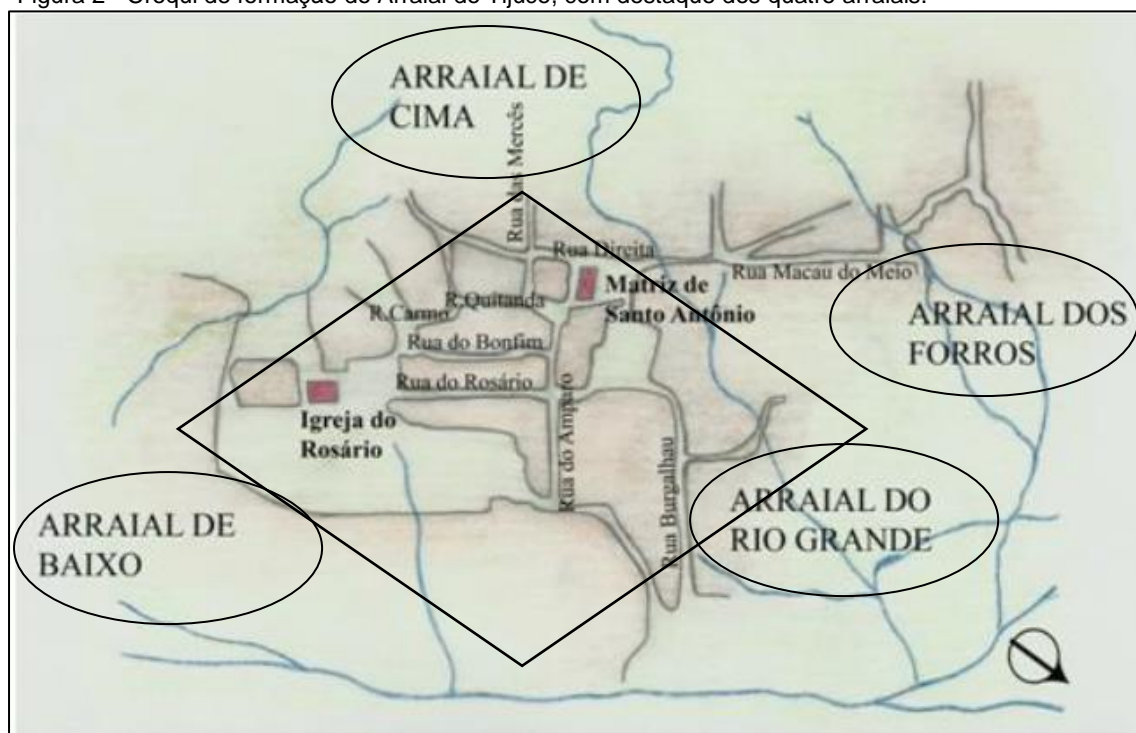 Figura 2 - Croqui de formação do Arraial do Tijuco, com destaque dos quatro arraiais.
ARRAIAL DE
CIMA
Rua das Mercês
Rua Direita
Rua Macau do Meio
Matriz de
Santo Antônio
R.Quitanda
R.Carmo
Rua do Bonfim
Rua do Rosário
Igreja do
Rosário
Rua do Amparo
Rua Burgalhau
ARRAIAL DOS
FORROS
ARRAIAL DO
RIO GRANDE
ARRAIAL DE
BAIXO